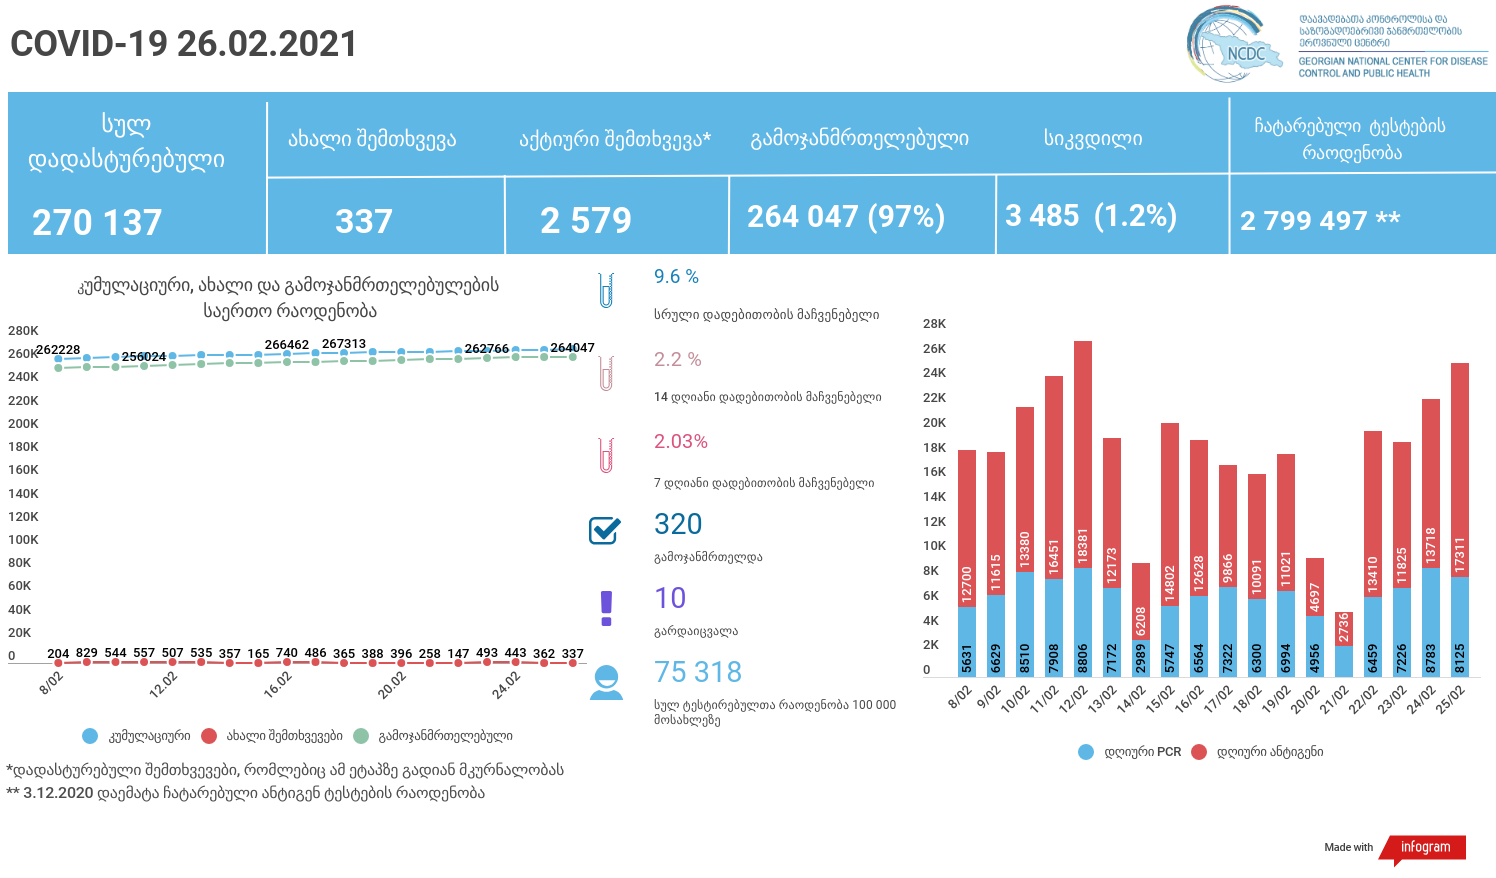 COVID-19 26.02.2021
დაავადებათა კონტროლისა და
საზოგადოებრივი ჯანმრთელობის
ეროვნული ცენტრი
NCDC
GEORGIAN NATIONAL CENTER FOR DISEASE
CONTROL AND PUBLIC HEALTH
სულ
დადასტურებული
270 137
ახალი შემთხვევა
337
აქტიური შემთხვევა*
2 579
გამოჯანმრთელებული
264 047 (97%)
სიკვდილი
3 485 (1.2%)
ჩატარებული ტესტების
რაოდენობა
2 799 497 **
კუმულაციური, ახალი და გამოჯანმრთელებულების
საერთო რაოდენობა
280K
260K
240K
220K
200K
180K
160K
140K
120K
100K
80K
60K
40K
20K
0
262228
256024
266462
267313
262766
264047
204 829 544 557 507 535 357 165 740 486 365 388 396 258 147 493 443 362 337
8/02 12.02 16.02 20.02 24.02
კუმულაციური ახალი შემთხვევები გამოჯანმრთელებული
*დადასტურებული შემთხვევები, რომლებიც ამ ეტაპზე გადიან მკურნალობას
** 3.12.2020 დაემატა ჩატარებული ანტიგენ ტესტების რაოდენობა
9.6 %
სრული დადებითობის მაჩვენებელი
2.2 %
14 დღიანი დადებითობის მაჩვენებელი
2.03%
7 დღიანი დადებითობის მაჩვენებელი
320
გამოჯანმრთელდა
10
გარდაიცვალა
75 318
სულ ტესტირებულთა რაოდენობა 100 000
მოსახლეზე
28K
26K
24K
22K
20K
18K
16K
14K
12K
10K
8K
6K
4K
2K
0
12700 11615 13380 16451 18381 12173 6208 14802 12628 9866 10091 11021 4697 2736 13410 11825 13718 17311
5631 6629 8510 7908 8806 7172 2989 5747 6564 7322 6300 6994 4956 6459 7226 8783 8125
8/02 9/02 10/02 11/02 12/02 13/02 14/02 15/02 16/02 17/02 18/02 19/02 20/02 21/02 22/02 23/02 24/02 25/02
დღიური PCR დღიური ანტიგენი
Made with infogram